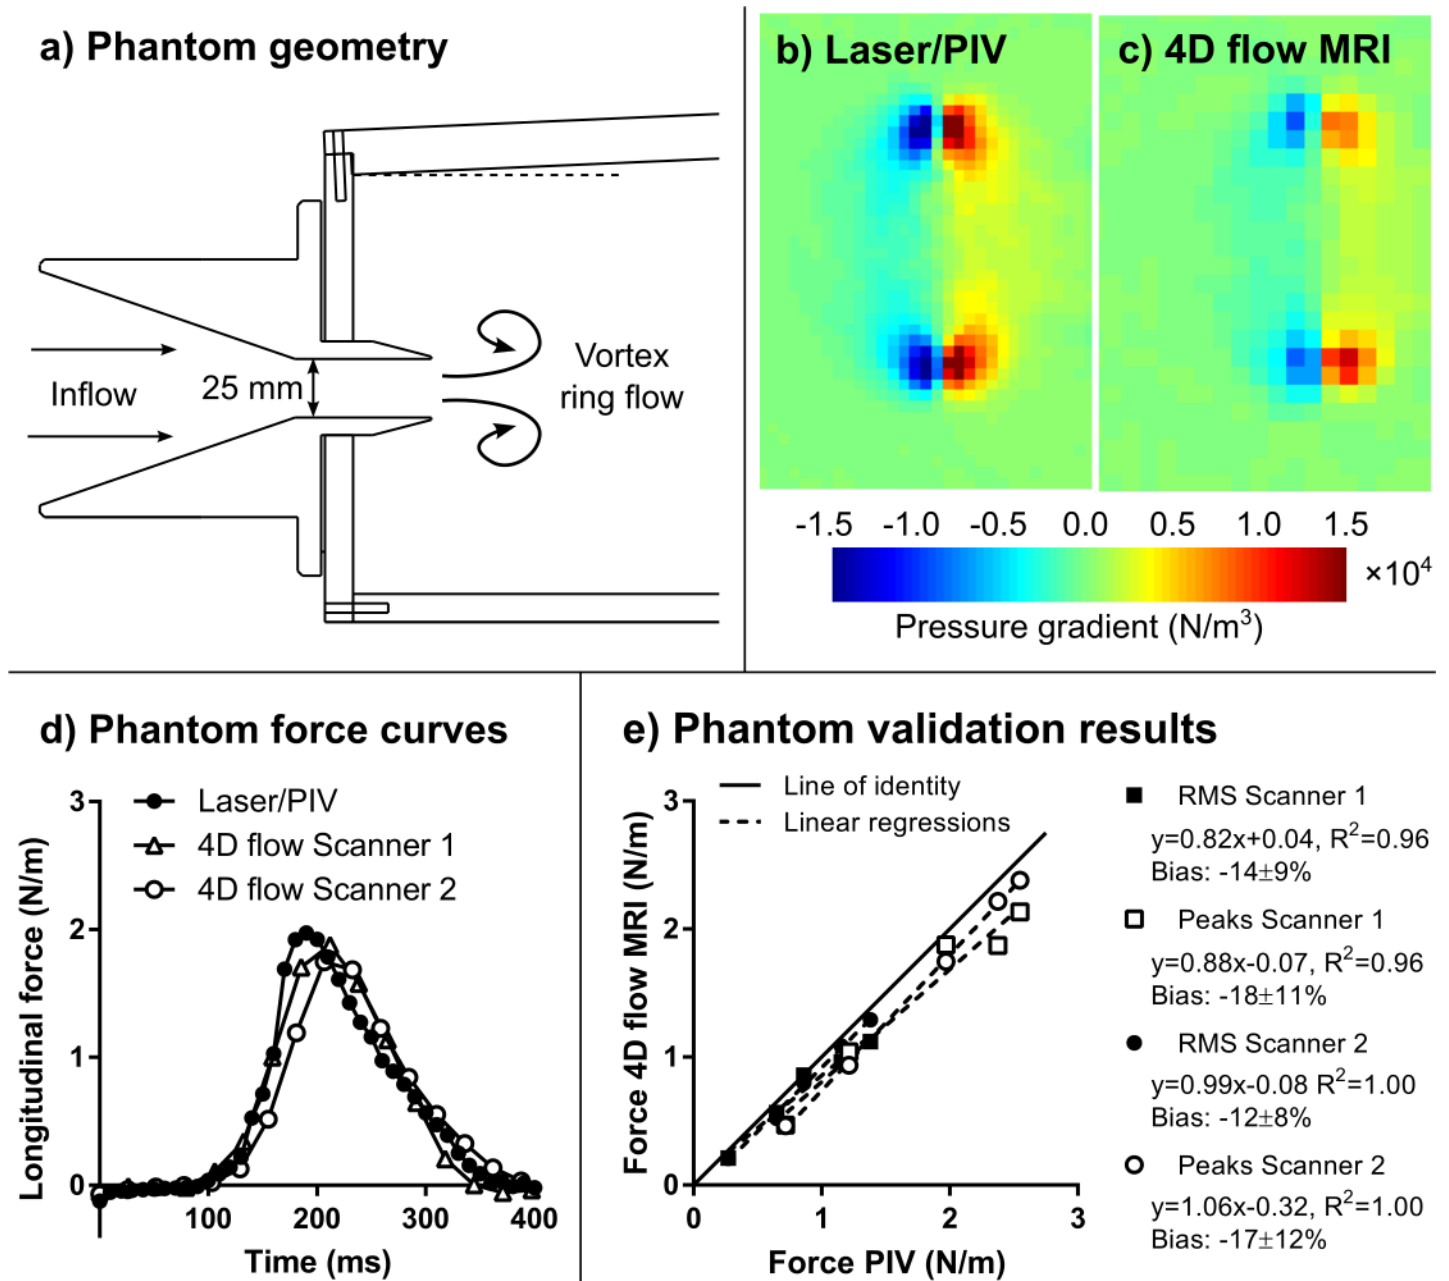 a) Phantom geometry
Inflow
25 mm
Vortex
ring flow
b) Laser/PIV
c) 4D flow MRI
-1.5 -1.0 -0.5 0.0 0.5 1.0 1.5
×10⁴
Pressure gradient (N/m³)
d) Phantom force curves
Laser/PIV
4D flow Scanner 1
4D flow Scanner 2
Longitudinal force (N/m)
3
2
1
0
100 200 300 400
Time (ms)
e) Phantom validation results
Line of identity
Linear regressions
Force 4D flow MRI (N/m)
3
2
1
0
0 1 2 3
Force PIV (N/m)
RMS Scanner 1
y=0.82x+0.04, R²=0.96
Bias: -14±9%
Peaks Scanner 1
y=0.88x-0.07, R²=0.96
Bias: -18±11%
RMS Scanner 2
y=0.99x-0.08 R²=1.00
Bias: -12±8%
Peaks Scanner 2
y=1.06x-0.32, R²=1.00
Bias: -17±12%